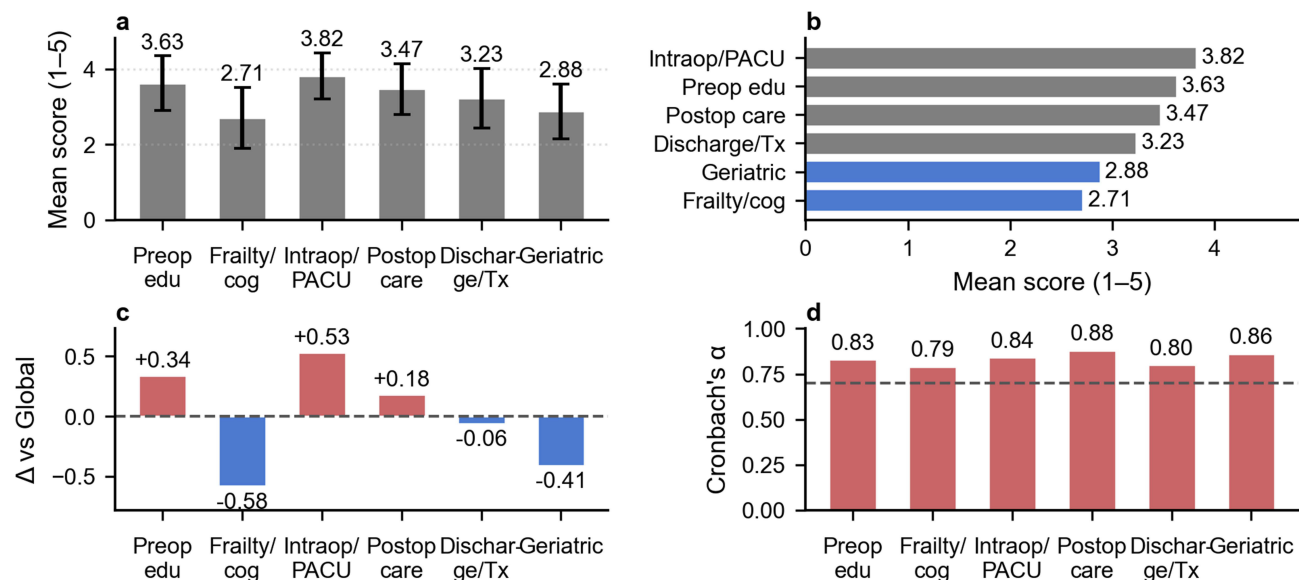 a
Mean score (1–5)
4
2
0
3.63
2.71
3.82
3.47
3.23
2.88
Preop
edu
Frailty/
cog
Intraop/
PACU
Postop
care
Dischar-
ge/Tx
Geriatric
b
Intraop/PACU
Preop edu
Postop care
Discharge/Tx
Geriatric
Frailty/cog
3.82
3.63
3.47
3.23
2.88
2.71
0
1
2
3
4
Mean score (1–5)
c
Δ vs Global
0.5
0.0
−0.5
+0.34
-0.58
+0.53
+0.18
-0.06
-0.41
Preop
edu
Frailty/
cog
Intraop/
PACU
Postop
care
Dischar-
ge/Tx
Geriatric
d
Cronbach's α
1.00
0.75
0.50
0.25
0.00
0.83
0.79
0.84
0.88
0.80
0.86
Preop
edu
Frailty/
cog
Intraop/
PACU
Postop
care
Dischar-
ge/Tx
Geriatric